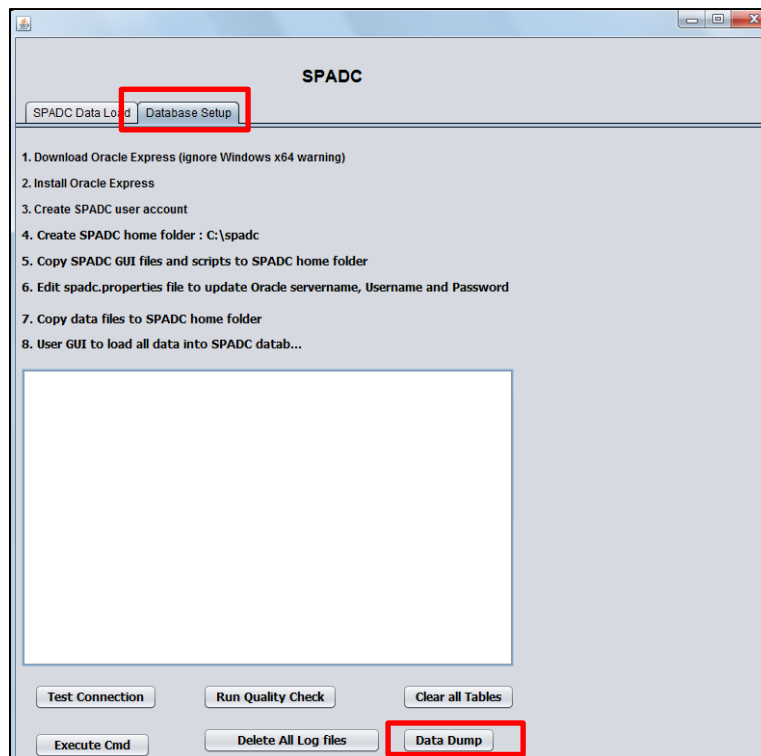 SPADC
SPADC Data Load Database Setup
1. Download Oracle Express (ignore Windows x64 warning)
2. Install Oracle Express
3. Create SPADC user account
4. Create SPADC home folder : C:\spadc
5. Copy SPADC GUI files and scripts to SPADC home folder
6. Edit spadc.properties file to update Oracle servername, Username and Password
7. Copy data files to SPADC home folder
8. User GUI to load all data into SPADC datab...
Test Connection Run Quality Check Clear all Tables
Execute Cmd Delete All Log files Data Dump